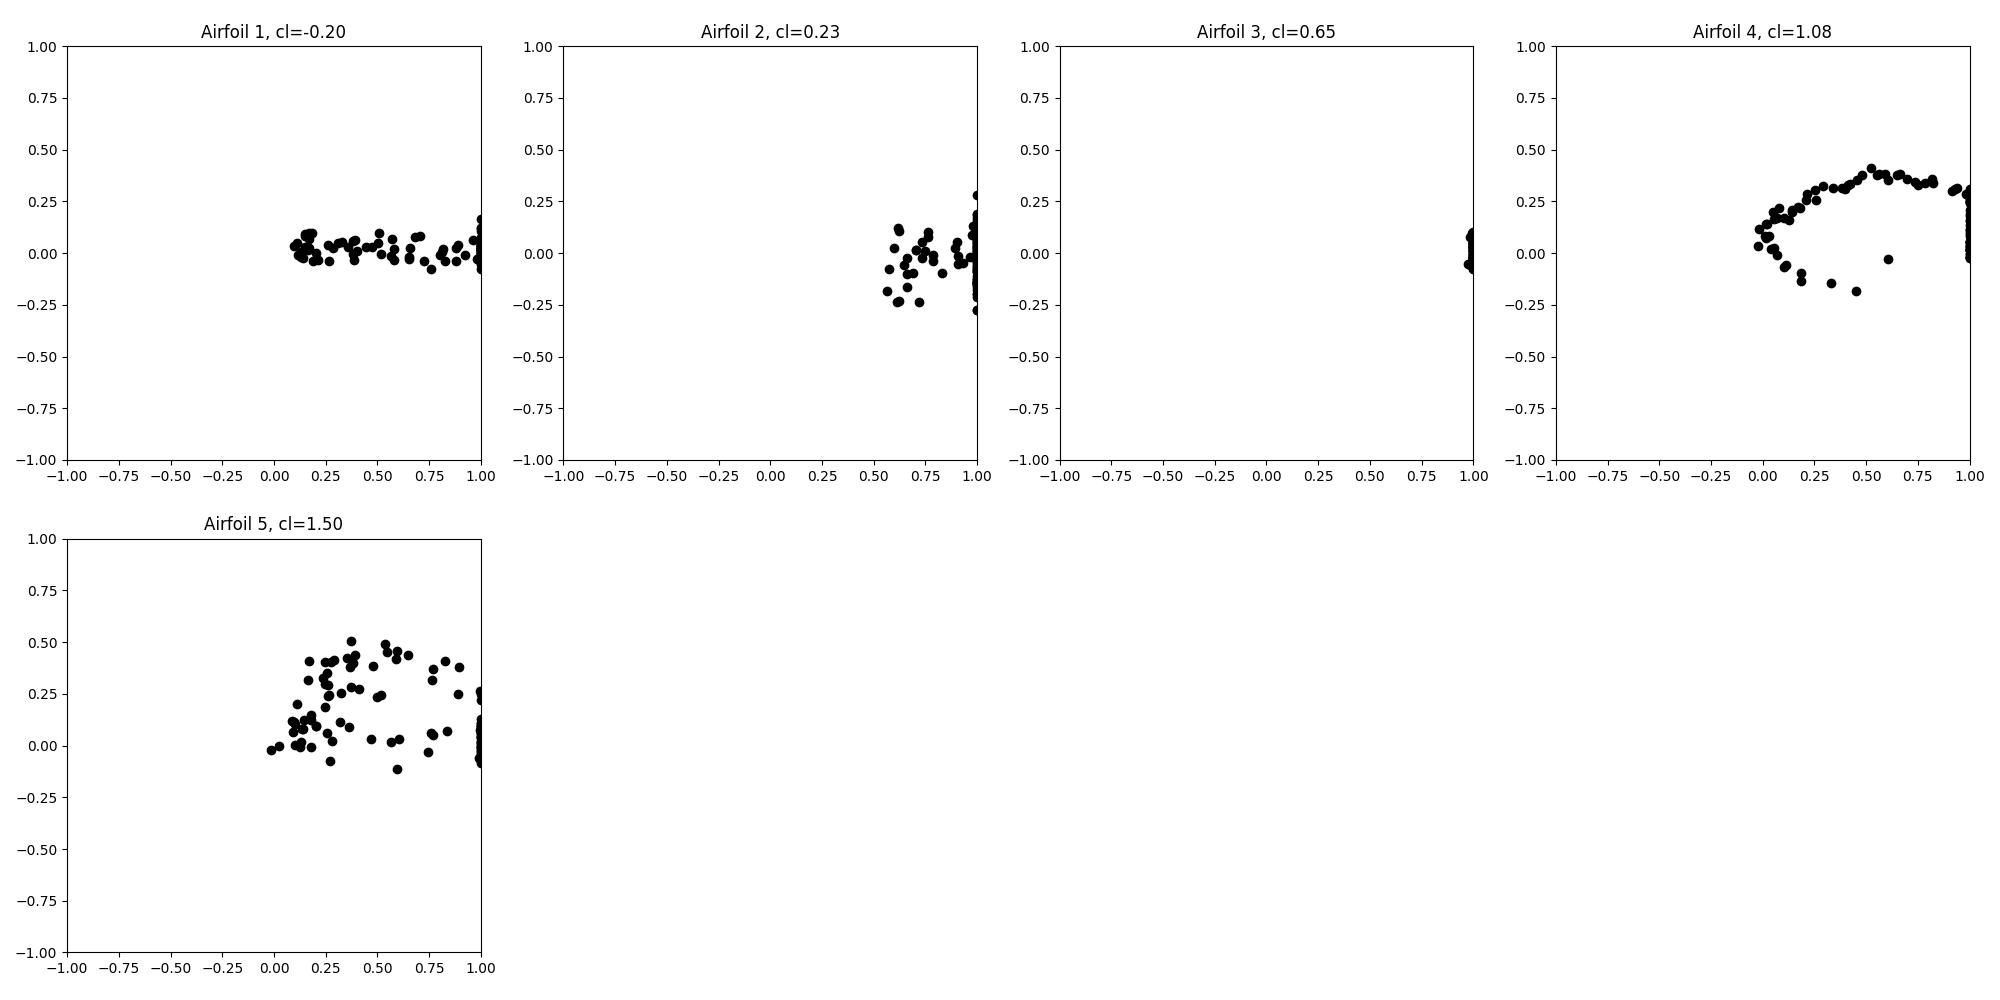 Airfoil 1, cl=-0.20
Airfoil 2, cl=0.23
Airfoil 3, cl=0.65
Airfoil 4, cl=1.08
1.00 1.00 1.00 1.00
0.75 0.75 0.75 0.75
0.50 0.50 0.50 0.50
0.25 0.25 0.25 0.25
0.00 0.00 0.00 0.00
−0.25 −0.25 −0.25 −0.25
−0.50 −0.50 −0.50 −0.50
−0.75 −0.75 −0.75 −0.75
−1.00 −1.00 −1.00 −1.00
−1.00 −0.75 −0.50 −0.25 0.00 0.25 0.50 0.75 1.00
−1.00 −0.75 −0.50 −0.25 0.00 0.25 0.50 0.75 1.00
−1.00 −0.75 −0.50 −0.25 0.00 0.25 0.50 0.75 1.00
−1.00 −0.75 −0.50 −0.25 0.00 0.25 0.50 0.75 1.00
Airfoil 5, cl=1.50
1.00
0.75
0.50
0.25
0.00
−0.25
−0.50
−0.75
−1.00
−1.00 −0.75 −0.50 −0.25 0.00 0.25 0.50 0.75 1.00